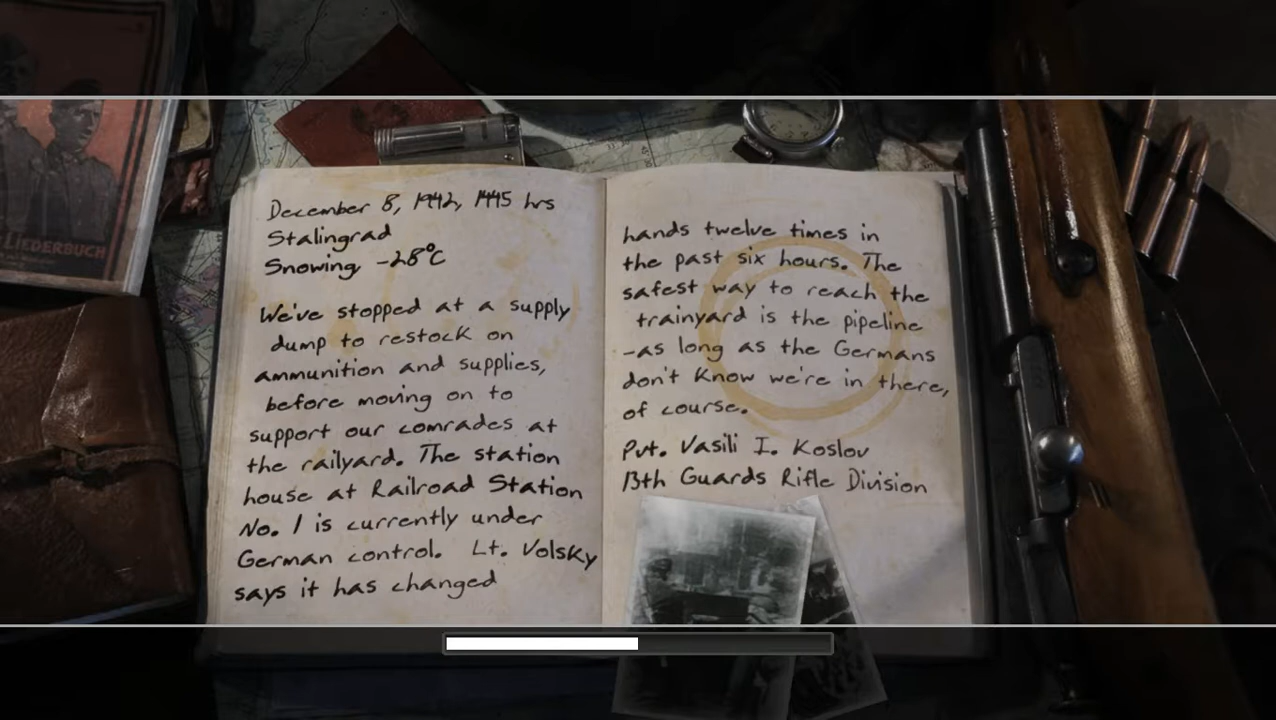 LIEDERBUCH
December 8, 1942, 1445 hrs
Stalingrad
Snowing -28°C
We've stopped at a supply
dump to restock on
ammunition and supplies,
before moving on to
support our comrades at
the railyard. The station
house at Railroad Station
No. 1 is currently under
German control. Lt. Volsky
says it has changed
hands twelve times in
the past six hours. The
safest way to reach the
trainyard is the pipeline
-as long as the Germans
don't know we're in there,
of course.
Pvt. Vasili I. Koslov
13th Guards Rifle Division